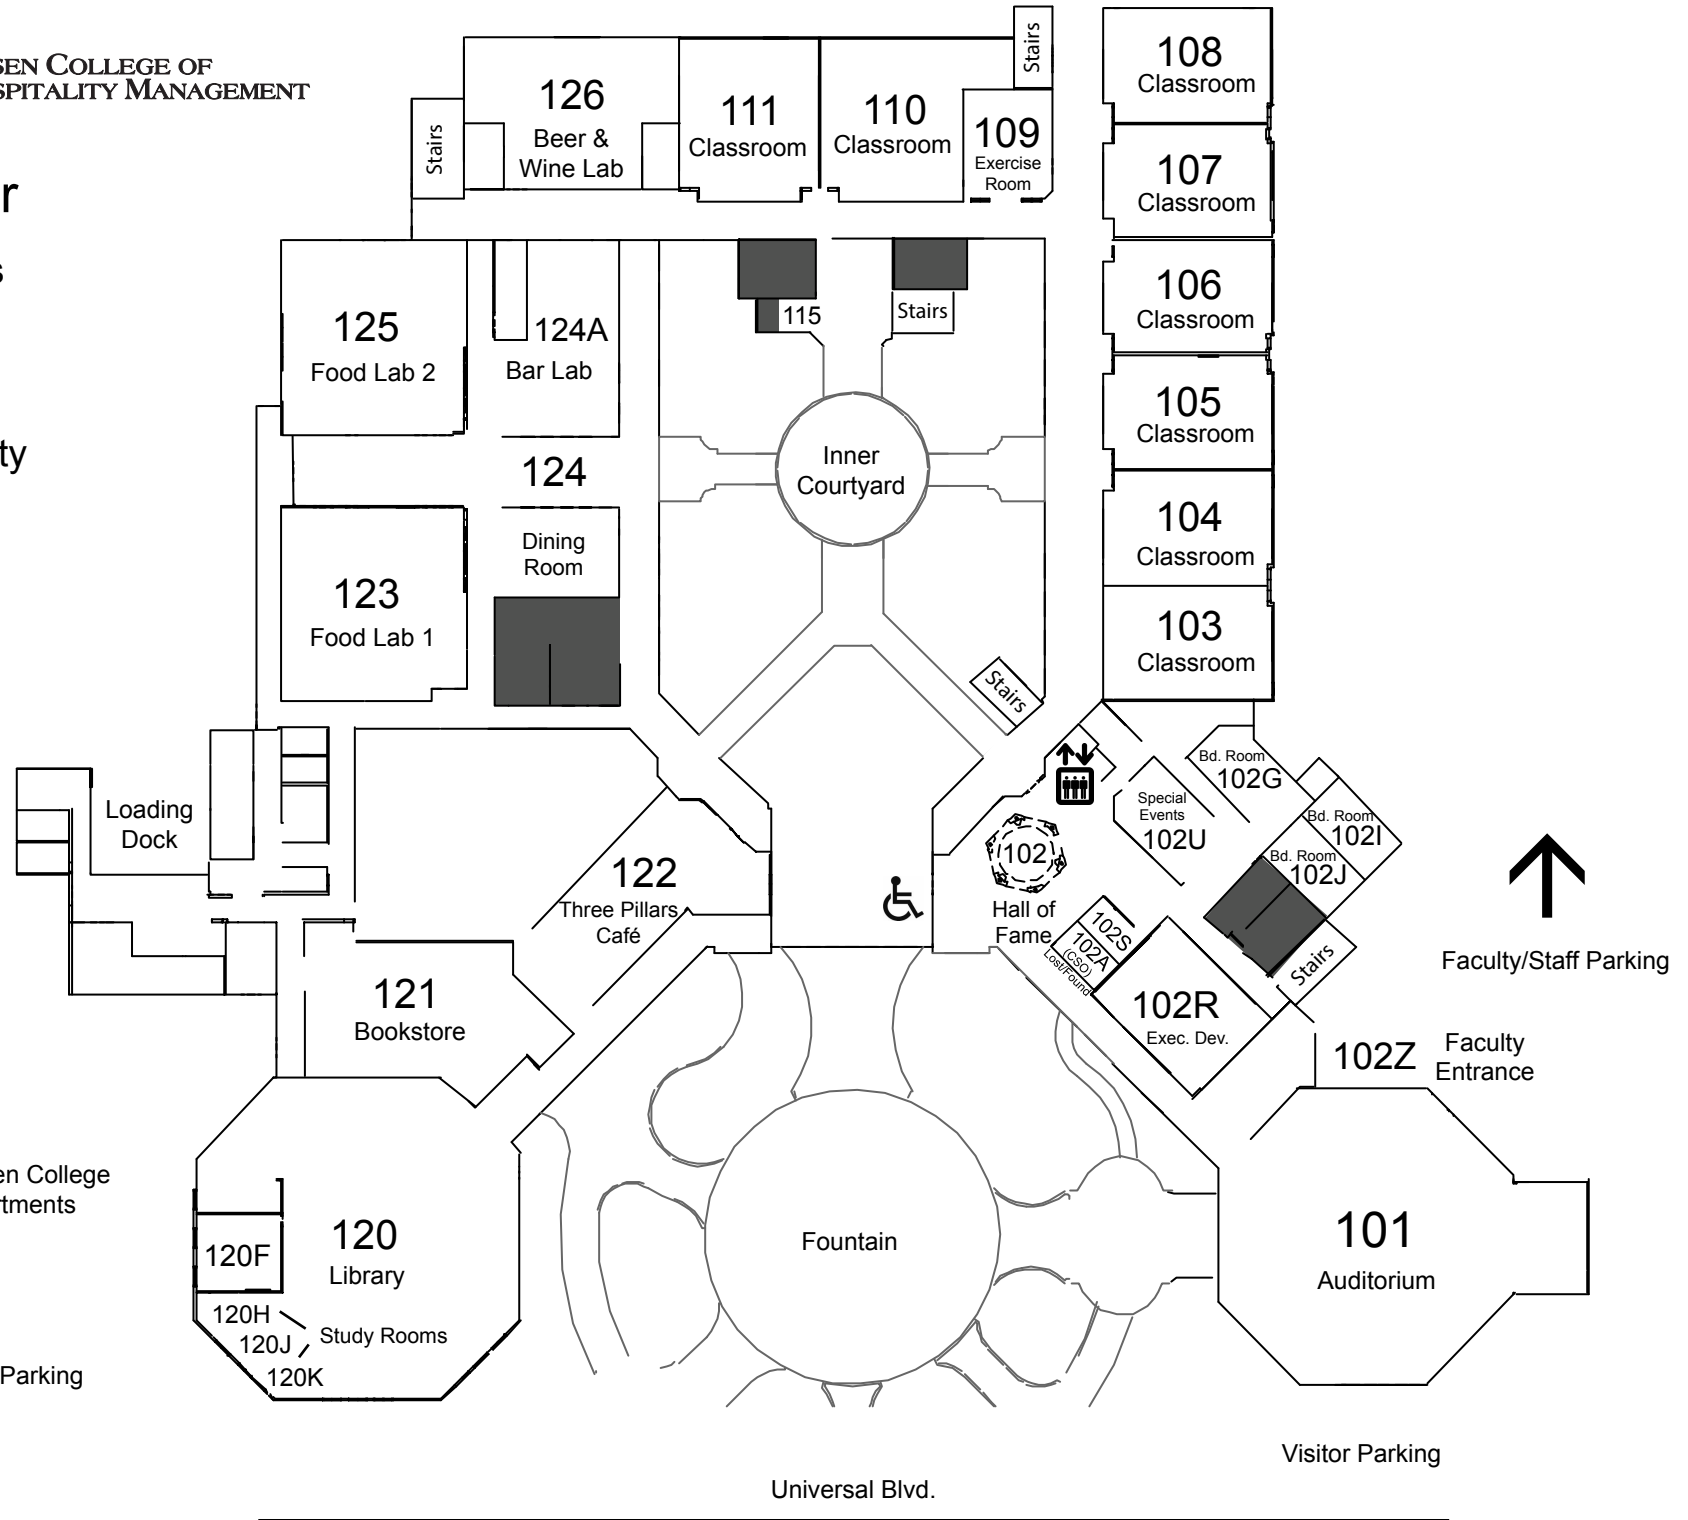 SEN COLLEGE OF
SPITALITY MANAGEMENT
r
s
ty
en College
rtments
Parking
Stairs
126
Beer &
Wine Lab
111
Classroom
110
Classroom
Stairs
109
Exercise
Room
108
Classroom
107
Classroom
106
Classroom
105
Classroom
104
Classroom
103
Classroom
125
Food Lab 2
124A
Bar Lab
115
Stairs
124
Dining
Room
Inner
Courtyard
123
Food Lab 1
Stairs
Loading
Dock
122
Three Pillars
Café
102
Hall of
Fame
Special
Events
102U
Bd. Room
102G
Bd. Room
102I
Bd. Room
102J
102S
102A
(CSO)
Lost/Found
Stairs
102R
Exec. Dev.
Faculty/Staff Parking
102Z
Faculty
Entrance
121
Bookstore
120
Library
120F
120H
120J
120K
Study Rooms
Fountain
101
Auditorium
Visitor Parking
Universal Blvd.